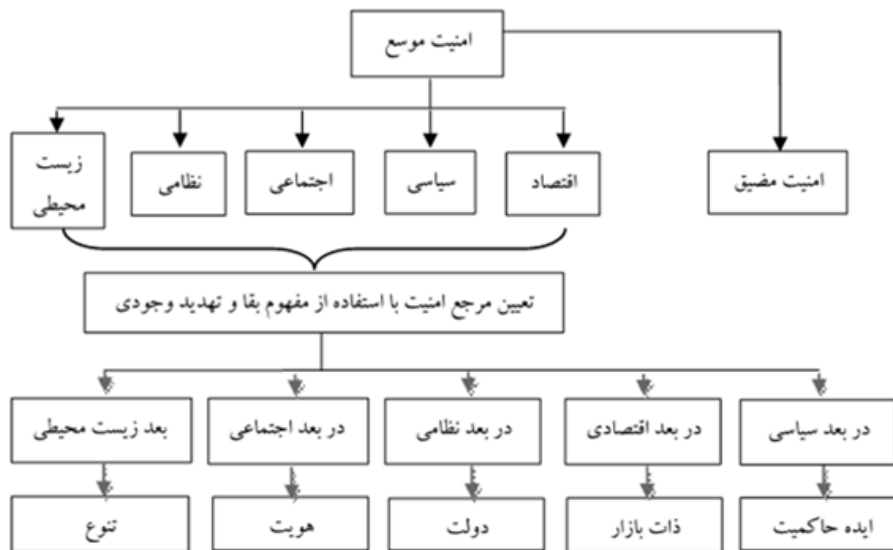 امنیت موسع
امنیت مضیق
اقتصاد
سیاسی
اجتماعی
نظامی
زیست
محیطی
تعیین مرجع امنیت با استفاده از مفهوم بقا و تهدید وجودی
در بعد سیاسی
در بعد اقتصادی
در بعد نظامی
در بعد اجتماعی
بعد زیست محیطی
ایده حاکمیت
ذات بازار
دولت
هویت
تنوع